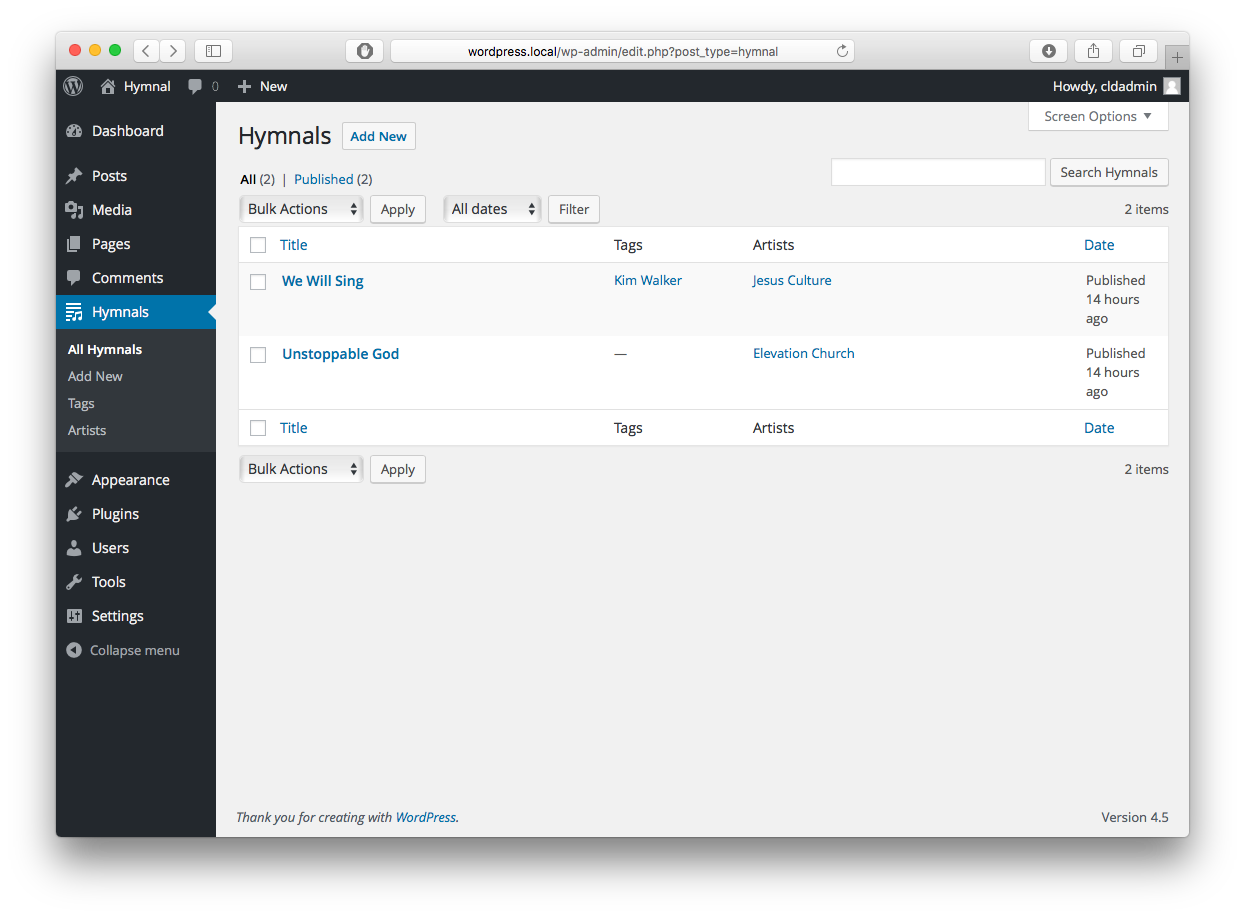 wordpress.local/wp-admin/edit.php?post_type=hymnal
Hymnal 0 New Howdy, cldadmin
Screen Options
Dashboard
Posts
Media
Pages
Comments
Hymnals
All Hymnals
Add New
Tags
Artists
Appearance
Plugins
Users
Tools
Settings
Collapse menu
Hymnals Add New
All (2) | Published (2)
Search Hymnals
Bulk Actions Apply All dates Filter 2 items
Title Tags Artists Date
We Will Sing Kim Walker Jesus Culture Published
14 hours
ago
Unstoppable God — Elevation Church Published
14 hours
ago
Title Tags Artists Date
Bulk Actions Apply 2 items
Thank you for creating with WordPress. Version 4.5